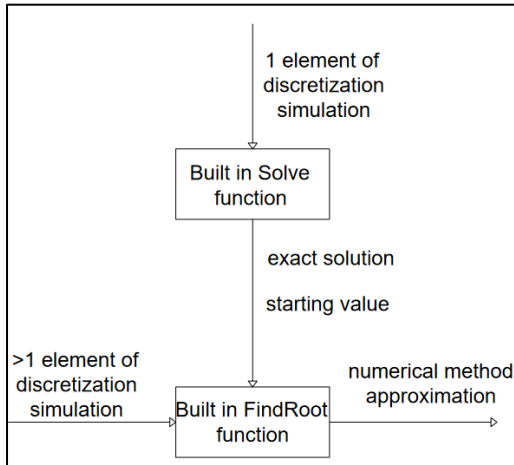 1 element of
discretization
simulation
Built in Solve
function
exact solution
starting value
>1 element of
discretization
simulation
Built in FindRoot
function
numerical method
approximation